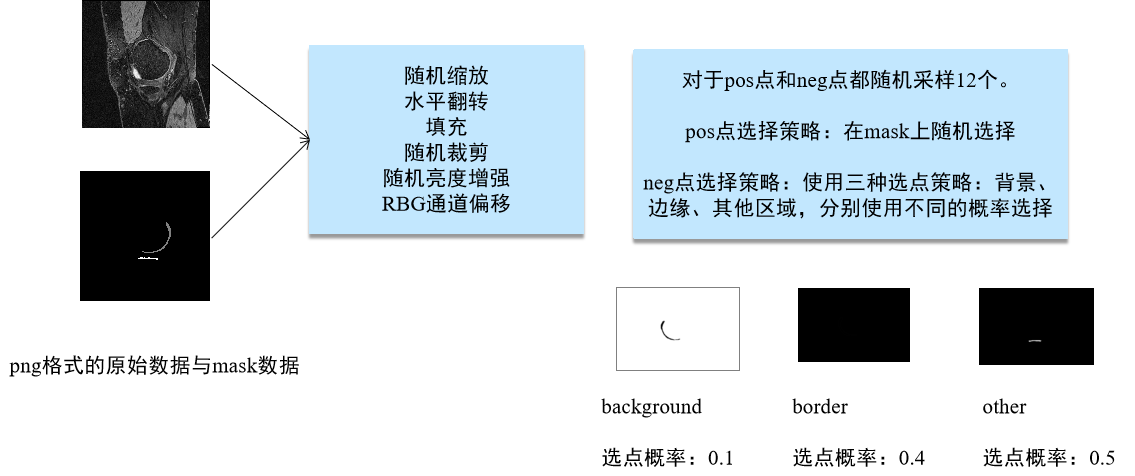 随机缩放
水平翻转
填充
随机裁剪
随机亮度增强
RBG通道偏移
对于pos点和neg点都随机采样12个。
pos点选择策略：在mask上随机选择
neg点选择策略：使用三种选点策略：背景、
边缘、其他区域，分别使用不同的概率选择
png格式的原始数据与mask数据
background
选点概率：0.1
border
选点概率：0.4
other
选点概率：0.5